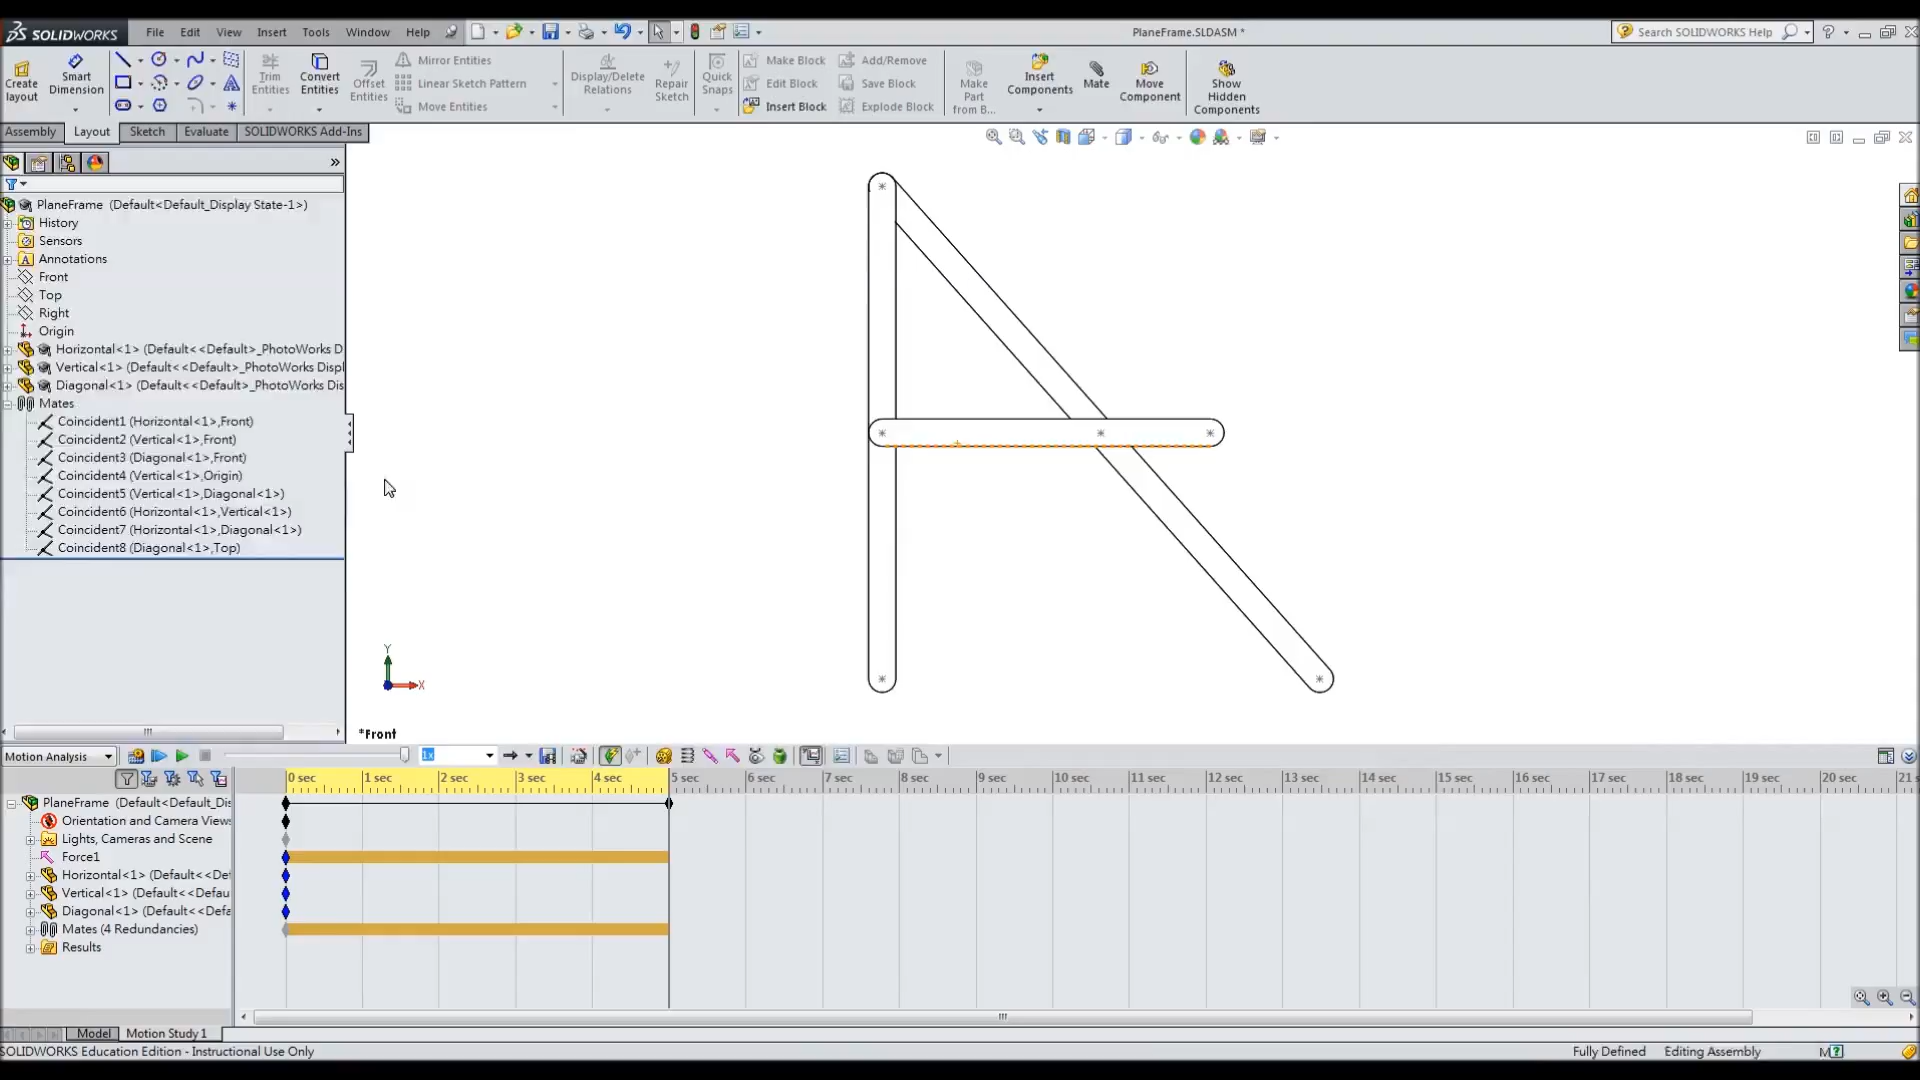 SOLIDWORKS
File Edit View Insert Tools Window Help
PlaneFrame.SLDASM *
Search SOLIDWORKS Help
Create layout
Smart Dimension
Trim Entities
Convert Entities
Offset Entities
Mirror Entities
Linear Sketch Pattern
Move Entities
Display/Delete Relations
Repair Sketch
Quick Snaps
Make Block
Edit Block
Insert Block
Add/Remove
Save Block
Explode Block
Make Part from B...
Insert Components
Mate
Move Component
Show Hidden Components
Assembly Layout Sketch Evaluate SOLIDWORKS Add-Ins
PlaneFrame (Default<Default_Display State-1>)
History
Sensors
Annotations
Front
Top
Right
Origin
Horizontal<1> (Default<<Default>_PhotoWorks D
Vertical<1> (Default<<Default>_PhotoWorks Displ
Diagonal<1> (Default<<Default>_PhotoWorks Dis
Mates
Coincident1 (Horizontal<1>,Front)
Coincident2 (Vertical<1>,Front)
Coincident3 (Diagonal<1>,Front)
Coincident4 (Vertical<1>,Origin)
Coincident5 (Vertical<1>,Diagonal<1>)
Coincident6 (Horizontal<1>,Vertical<1>)
Coincident7 (Horizontal<1>,Diagonal<1>)
Coincident8 (Diagonal<1>,Top)
Y
X
*Front
Motion Analysis
1x
0 sec 1 sec 2 sec 3 sec 4 sec 5 sec 6 sec 7 sec 8 sec 9 sec 10 sec 11 sec 12 sec 13 sec 14 sec 15 sec 16 sec 17 sec 18 sec 19 sec 20 sec 21 s
PlaneFrame (Default<Default_Dis
Orientation and Camera Views
Lights, Cameras and Scene
Force1
Horizontal<1> (Default<<Def
Vertical<1> (Default<<Defau
Diagonal<1> (Default<<Defa
Mates (4 Redundancies)
Results
Model Motion Study 1
SOLIDWORKS Education Edition - Instructional Use Only
Fully Defined Editing Assembly